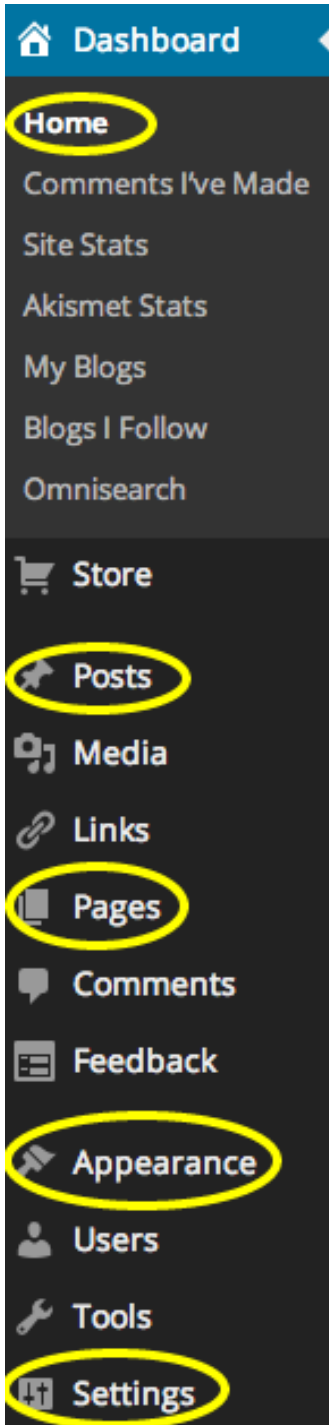 Dashboard
Home
Comments I've Made
Site Stats
Akismet Stats
My Blogs
Blogs I Follow
Omnisearch
Store
Posts
Media
Links
Pages
Comments
Feedback
Appearance
Users
Tools
Settings